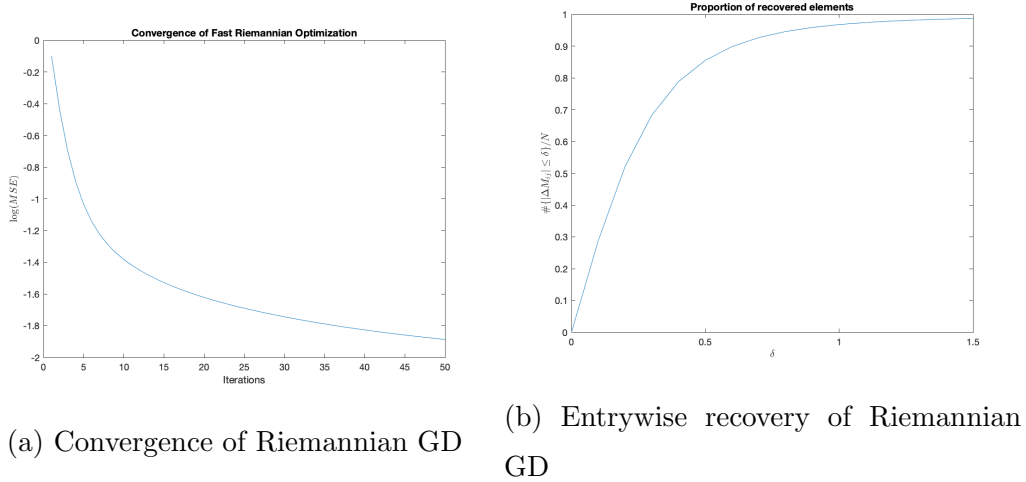 Convergence of Fast Riemannian Optimization
0
-0.2
-0.4
-0.6
-0.8
-1
-1.2
-1.4
-1.6
-1.8
-2
log(MSE)
0 5 10 15 20 25 30 35 40 45 50
Iterations
(a) Convergence of Riemannian GD
Proportion of recovered elements
1
0.9
0.8
0.7
0.6
0.5
0.4
0.3
0.2
0.1
0
#{|ΔM_{ij}| ≤ δ}/N
0 0.5 1 1.5
δ
(b) Entrywise recovery of Riemannian
GD